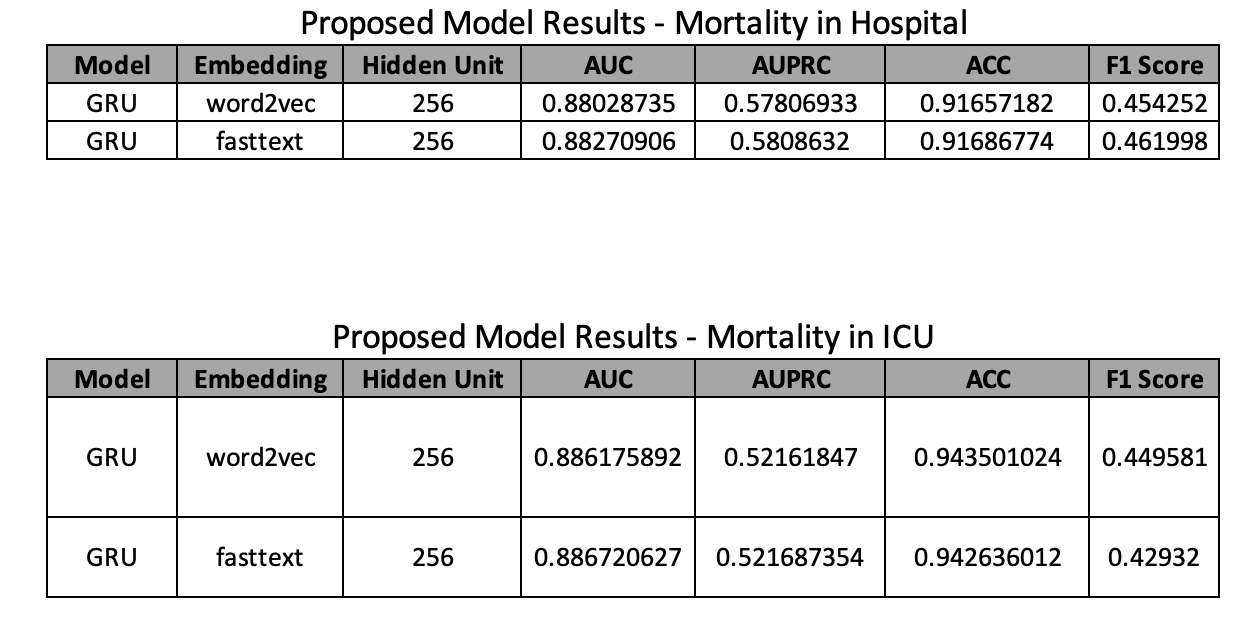 Proposed Model Results - Mortality in Hospital
Model Embedding Hidden Unit AUC AUPRC ACC F1 Score
GRU word2vec 256 0.88028735 0.57806933 0.91657182 0.454252
GRU fasttext 256 0.88270906 0.5808632 0.91686774 0.461998
Proposed Model Results - Mortality in ICU
Model Embedding Hidden Unit AUC AUPRC ACC F1 Score
GRU word2vec 256 0.886175892 0.52161847 0.943501024 0.449581
GRU fasttext 256 0.886720627 0.521687354 0.942636012 0.42932